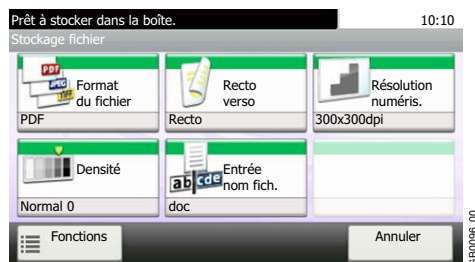 Prêt à stocker dans la boîte. 10:10
Stockage fichier
PDF
JPEG
TIFF
Format
du fichier
PDF
Recto
verso
Recto
Résolution
numéris.
300x300dpi
Densité
Normal 0
ab|cde
Entrée
nom fich.
doc
Fonctions
Annuler